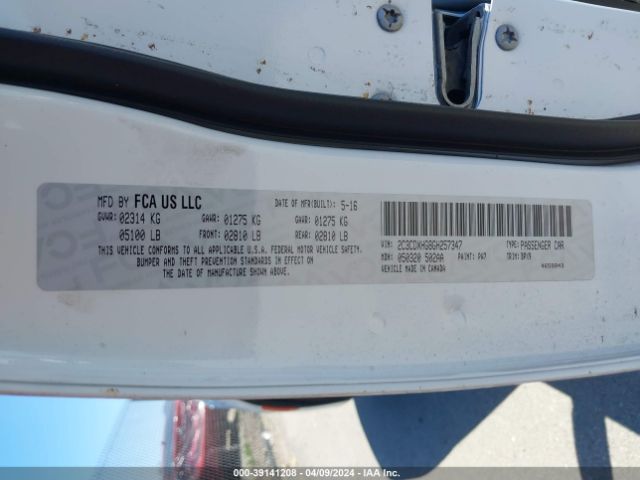 MFD BY FCA US LLC
DATE OF MFR(BUILT): 5-16
GVWR: 02314 KG GAWR: 01275 KG GAWR: 01275 KG
05100 LB FRONT: 02810 LB REAR: 02810 LB
THIS VEHICLE CONFORMS TO ALL APPLICABLE U.S.A. FEDERAL MOTOR VEHICLE SAFETY,
BUMPER AND THEFT PREVENTION STANDARDS IN EFFECT ON
THE DATE OF MANUFACTURE SHOWN ABOVE.
VIN: 2C3CDXHG8GH257347 TYPE: PASSENGER CAR
MDH: 050320 502AA PAINT: PW7 TRIM: BPX9
VEHICLE MADE IN CANADA
000-39141208 - 04/09/2024 - IAA Inc.